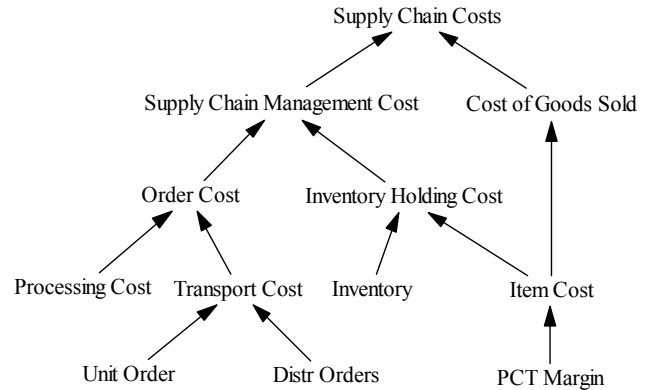 Supply Chain Costs
Supply Chain Management Cost
Cost of Goods Sold
Order Cost
Inventory Holding Cost
Processing Cost
Transport Cost
Inventory
Item Cost
Unit Order
Distr Orders
PCT Margin